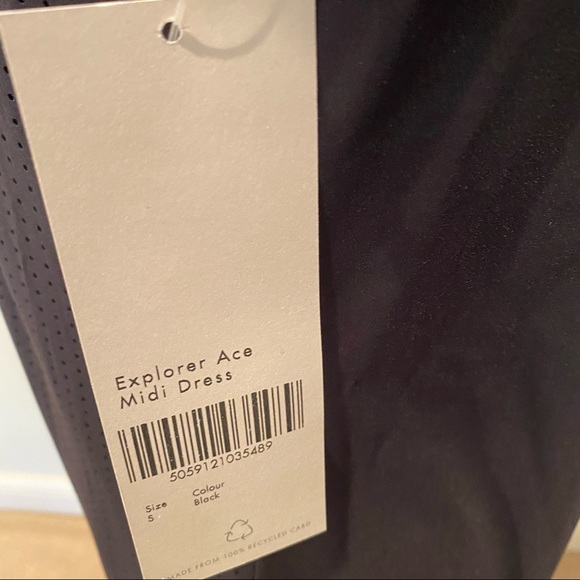 Explorer Ace
Midi Dress
5059121035489
Size Colour
S Black
MADE FROM 100% RECYCLED CARD